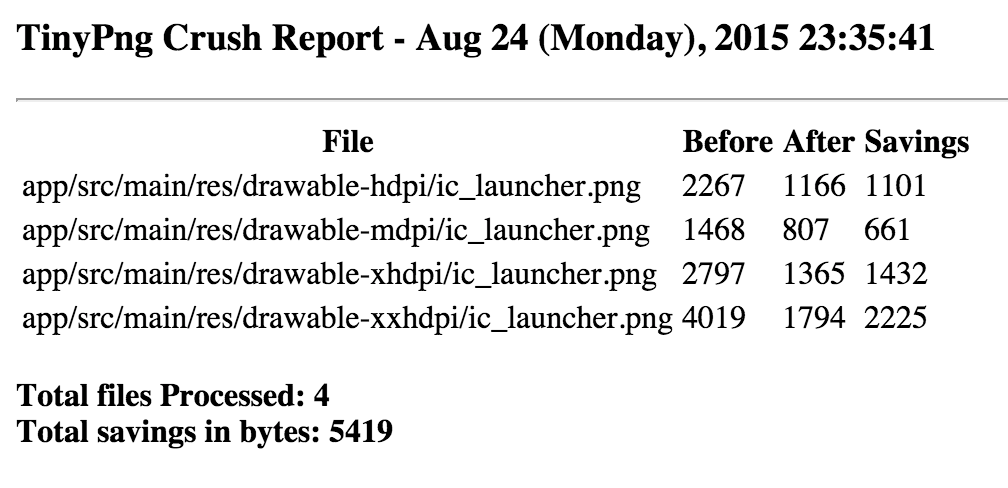 TinyPng Crush Report - Aug 24 (Monday), 2015 23:35:41
File Before After Savings
app/src/main/res/drawable-hdpi/ic_launcher.png 2267 1166 1101
app/src/main/res/drawable-mdpi/ic_launcher.png 1468 807 661
app/src/main/res/drawable-xhdpi/ic_launcher.png 2797 1365 1432
app/src/main/res/drawable-xxhdpi/ic_launcher.png 4019 1794 2225
Total files Processed: 4
Total savings in bytes: 5419